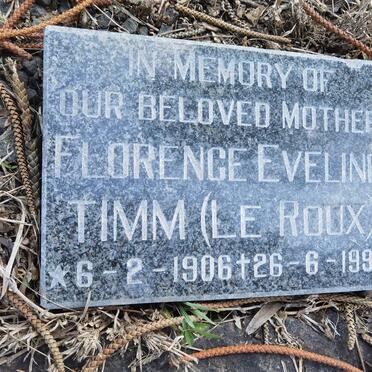 IN MEMORY OF
OUR BELOVED MOTHER
FLORENCE EVELINE
TIMM (LE ROUX)
★6-2-1906†26-6-199